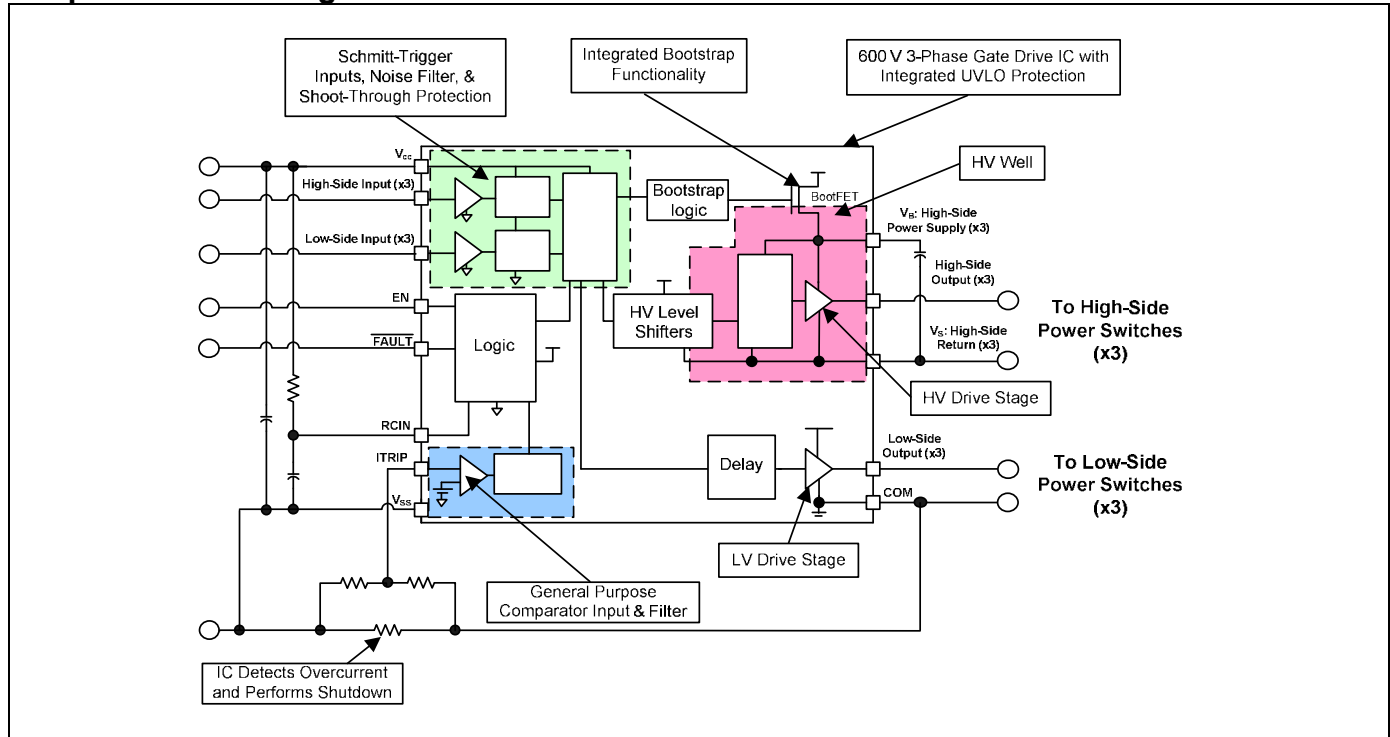 Schmitt-Trigger
Inputs, Noise Filter, &
Shoot-Through Protection
Integrated Bootstrap
Functionality
600 V 3-Phase Gate Drive IC with
Integrated UVLO Protection
HV Well
Vcc
High-Side Input (x3)
Low-Side Input (x3)
EN
FAULT
RCIN
ITRIP
VSS
Bootstrap
logic
BootFET
HV Level
Shifters
Logic
Delay
VB: High-Side
Power Supply (x3)
High-Side
Output (x3)
VS: High-Side
Return (x3)
To High-Side
Power Switches
(x3)
HV Drive Stage
Low-Side
Output (x3)
COM
To Low-Side
Power Switches
(x3)
LV Drive Stage
General Purpose
Comparator Input & Filter
IC Detects Overcurrent
and Performs Shutdown